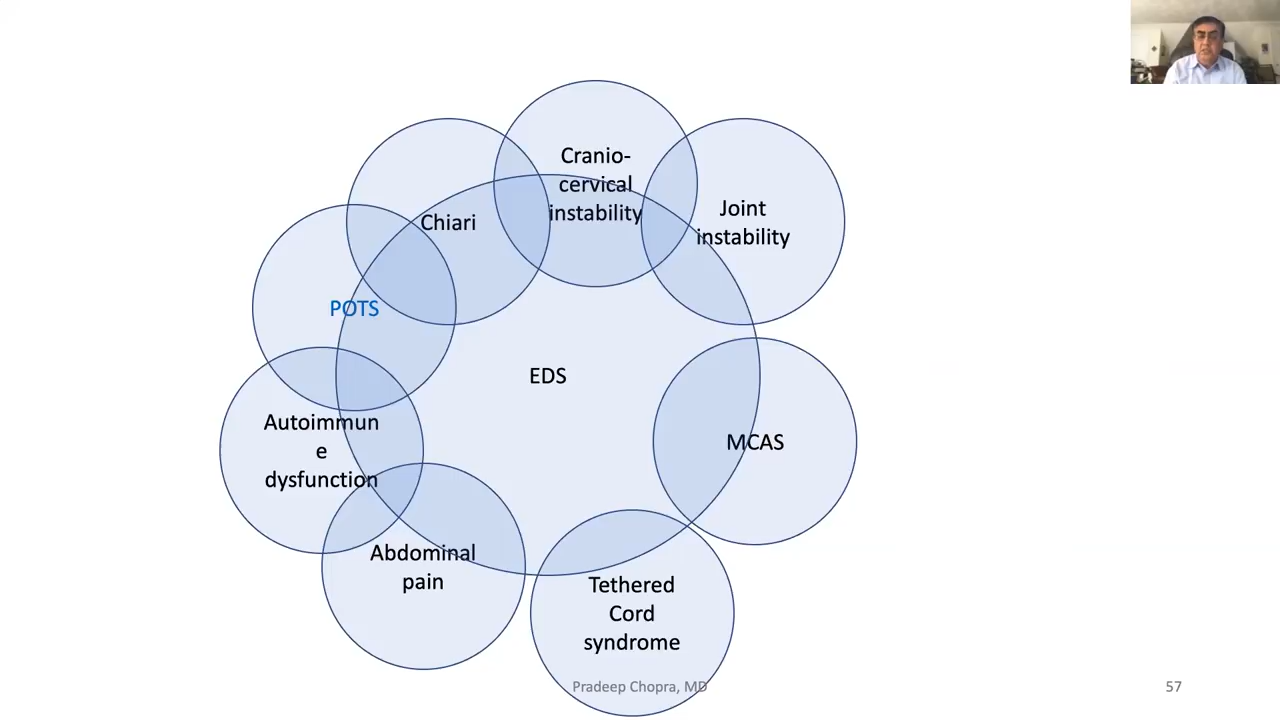 Cranio-
cervical
instability
Joint
instability
Chiari
POTS
EDS
Autoimmun
e
dysfunction
MCAS
Abdominal
pain
Tethered
Cord
syndrome
Pradeep Chopra, MD
57